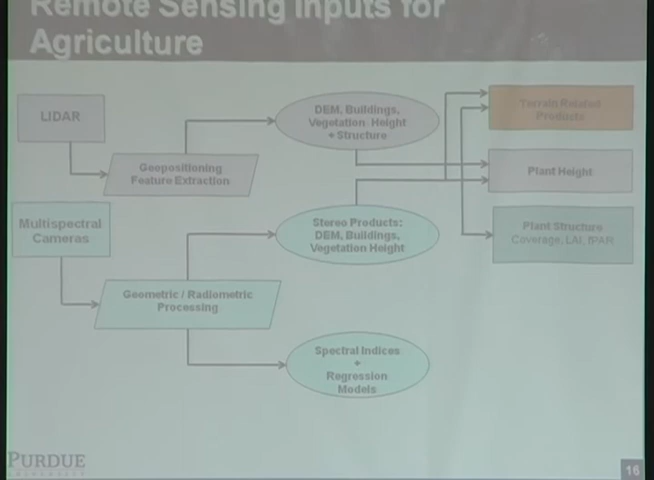 Remote Sensing Inputs for
Agriculture
LIDAR
Geopositioning
Feature Extraction
DEM, Buildings,
Vegetation Height
+ Structure
Terrain Related
Products
Plant Height
Plant Structure
Coverage, LAI, fPAR
Multispectral
Cameras
Geometric / Radiometric
Processing
Stereo Products:
DEM, Buildings,
Vegetation Height
Spectral Indices
+
Regression
Models
PURDUE
UNIVERSITY
16